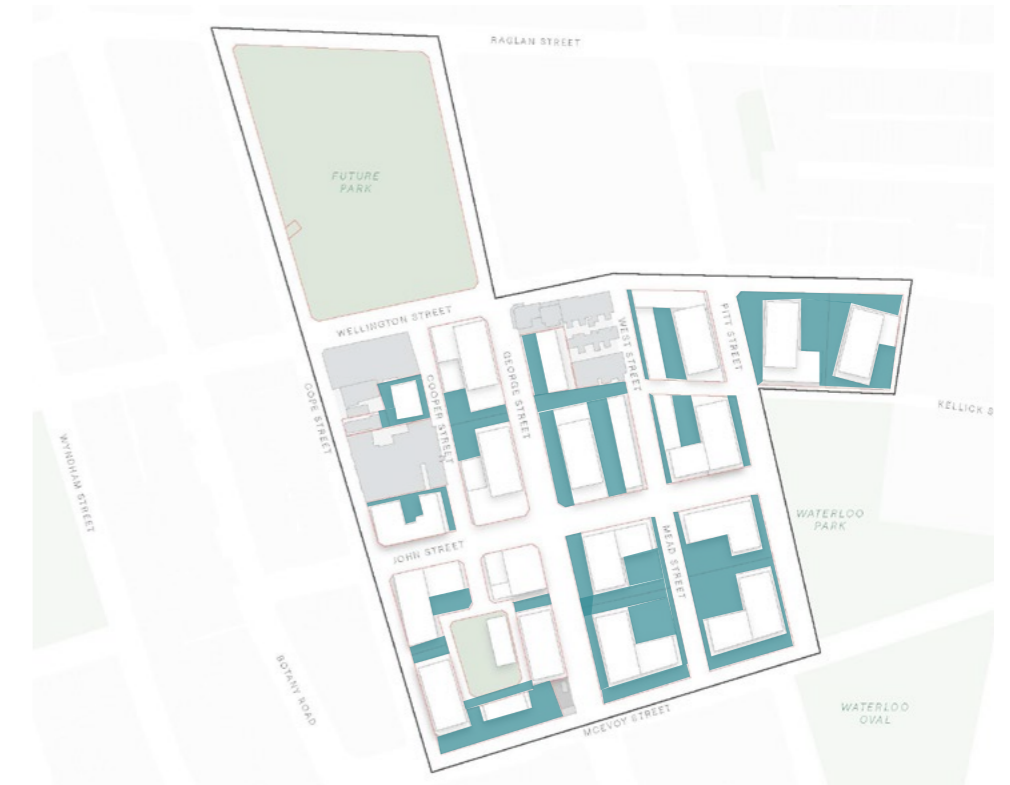 RAGLAN STREET
FUTURE
PARK
WELLINGTON STREET
PITT STREET
WEST STREET
GEORGE STREET
COOPER STREET
COPE STREET
KELLICK S
WYNDHAM STREET
WATERLOO
PARK
JOHN STREET
MEAD STREET
BOTANY ROAD
WATERLOO
OVAL
MCEVOY STREET